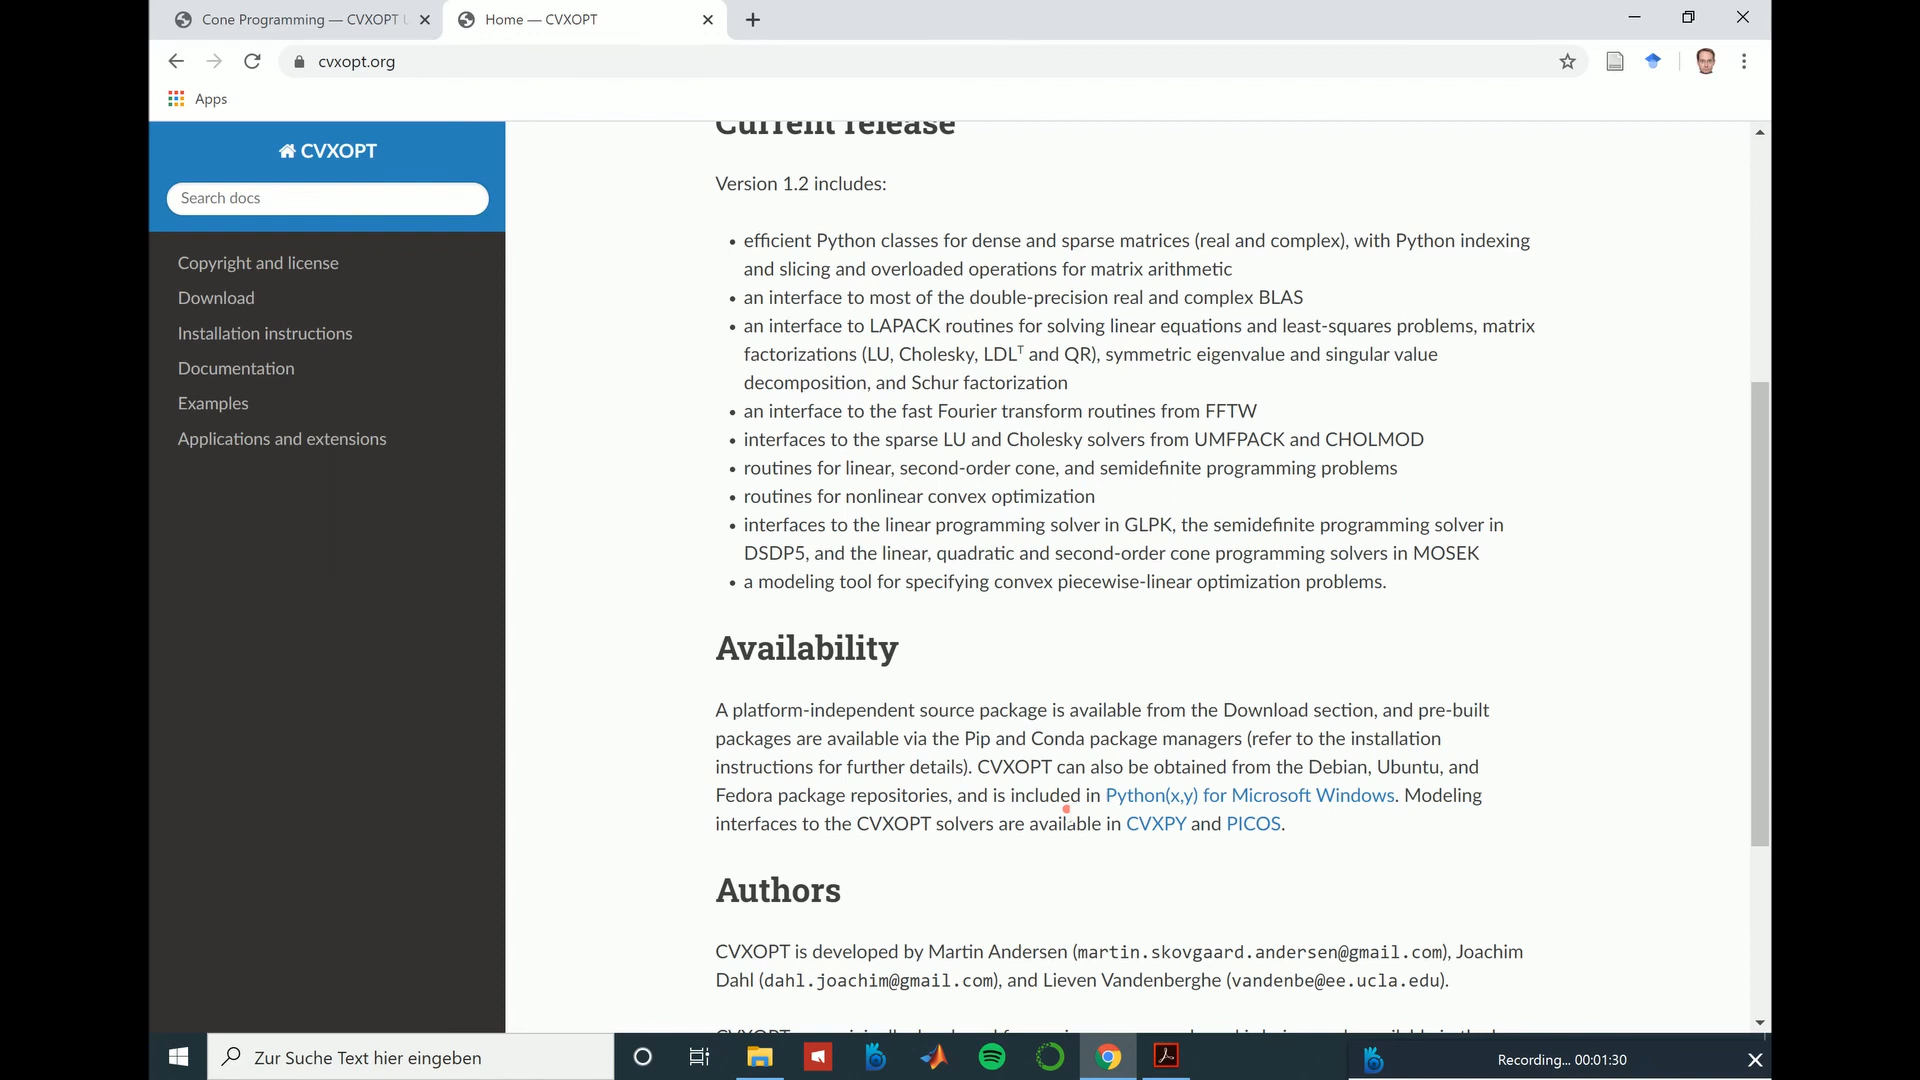 Cone Programming — CVXOPT
Home — CVXOPT
cvxopt.org
Apps
CVXOPT
Search docs
Copyright and license
Download
Installation instructions
Documentation
Examples
Applications and extensions
Current release
Version 1.2 includes:
• efficient Python classes for dense and sparse matrices (real and complex), with Python indexing
and slicing and overloaded operations for matrix arithmetic
• an interface to most of the double-precision real and complex BLAS
• an interface to LAPACK routines for solving linear equations and least-squares problems, matrix
factorizations (LU, Cholesky, LDLᵀ and QR), symmetric eigenvalue and singular value
decomposition, and Schur factorization
• an interface to the fast Fourier transform routines from FFTW
• interfaces to the sparse LU and Cholesky solvers from UMFPACK and CHOLMOD
• routines for linear, second-order cone, and semidefinite programming problems
• routines for nonlinear convex optimization
• interfaces to the linear programming solver in GLPK, the semidefinite programming solver in
DSDP5, and the linear, quadratic and second-order cone programming solvers in MOSEK
• a modeling tool for specifying convex piecewise-linear optimization problems.
Availability
A platform-independent source package is available from the Download section, and pre-built
packages are available via the Pip and Conda package managers (refer to the installation
instructions for further details). CVXOPT can also be obtained from the Debian, Ubuntu, and
Fedora package repositories, and is included in Python(x,y) for Microsoft Windows. Modeling
interfaces to the CVXOPT solvers are available in CVXPY and PICOS.
Authors
CVXOPT is developed by Martin Andersen (martin.skovgaard.andersen@gmail.com), Joachim
Dahl (dahl.joachim@gmail.com), and Lieven Vandenberghe (vandenbe@ee.ucla.edu).
Zur Suche Text hier eingeben
Recording... 00:01:30